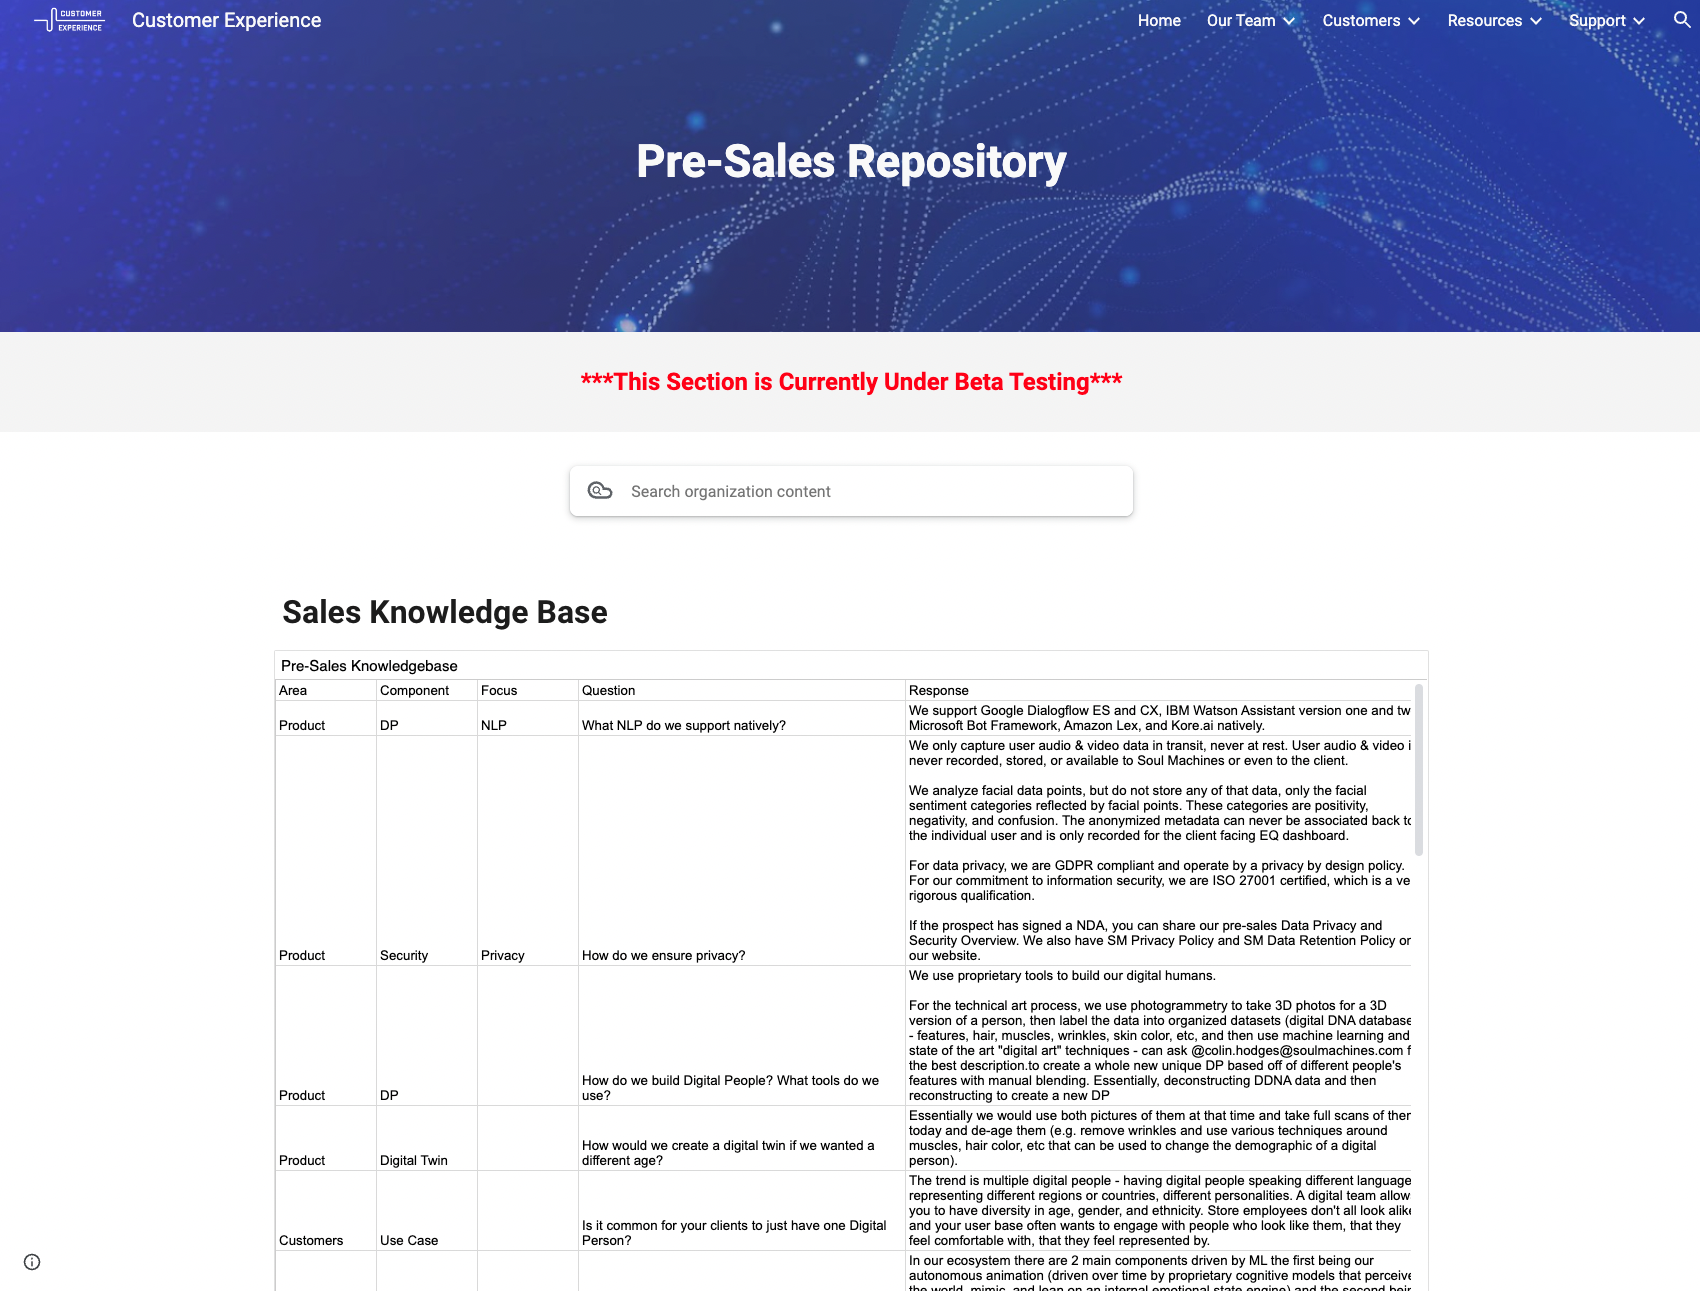 CUSTOMER
EXPERIENCE
Customer Experience
Home Our Team Customers Resources Support
Pre-Sales Repository
***This Section is Currently Under Beta Testing***
Search organization content
Sales Knowledge Base
Pre-Sales Knowledgebase
Area Component Focus Question Response
Product DP NLP What NLP do we support natively?
We support Google Dialogflow ES and CX, IBM Watson Assistant version one and tw
Microsoft Bot Framework, Amazon Lex, and Kore.ai natively.
Product Security Privacy How do we ensure privacy?
We only capture user audio & video data in transit, never at rest. User audio & video i
never recorded, stored, or available to Soul Machines or even to the client.
We analyze facial data points, but do not store any of that data, only the facial
sentiment categories reflected by facial points. These categories are positivity,
negativity, and confusion. The anonymized metadata can never be associated back to
the individual user and is only recorded for the client facing EQ dashboard.
For data privacy, we are GDPR compliant and operate by a privacy by design policy.
For our commitment to information security, we are ISO 27001 certified, which is a ve
rigorous qualification.
If the prospect has signed a NDA, you can share our pre-sales Data Privacy and
Security Overview. We also have SM Privacy Policy and SM Data Retention Policy or
our website.
Product DP
How do we build Digital People? What tools do we
use?
We use proprietary tools to build our digital humans.
For the technical art process, we use photogrammetry to take 3D photos for a 3D
version of a person, then label the data into organized datasets (digital DNA database
- features, hair, muscles, wrinkles, skin color, etc, and then use machine learning and
state of the art "digital art" techniques - can ask @colin.hodges@soulmachines.com f
the best description.to create a whole new unique DP based off of different people's
features with manual blending. Essentially, deconstructing DDNA data and then
reconstructing to create a new DP
Product Digital Twin
How would we create a digital twin if we wanted a
different age?
Essentially we would use both pictures of them at that time and take full scans of ther
today and de-age them (e.g. remove wrinkles and use various techniques around
muscles, hair color, etc that can be used to change the demographic of a digital
person).
Customers Use Case
Is it common for your clients to just have one Digital
Person?
The trend is multiple digital people - having digital people speaking different language
representing different regions or countries, different personalities. A digital team allow
you to have diversity in age, gender, and ethnicity. Store employees don't all look alike
and your user base often wants to engage with people who look like them, that they
feel comfortable with, that they feel represented by.
In our ecosystem there are 2 main components driven by ML the first being our
autonomous animation (driven over time by proprietary cognitive models that perceive
the world, mimic, and lean on an internal emotional state engine) and the second bein